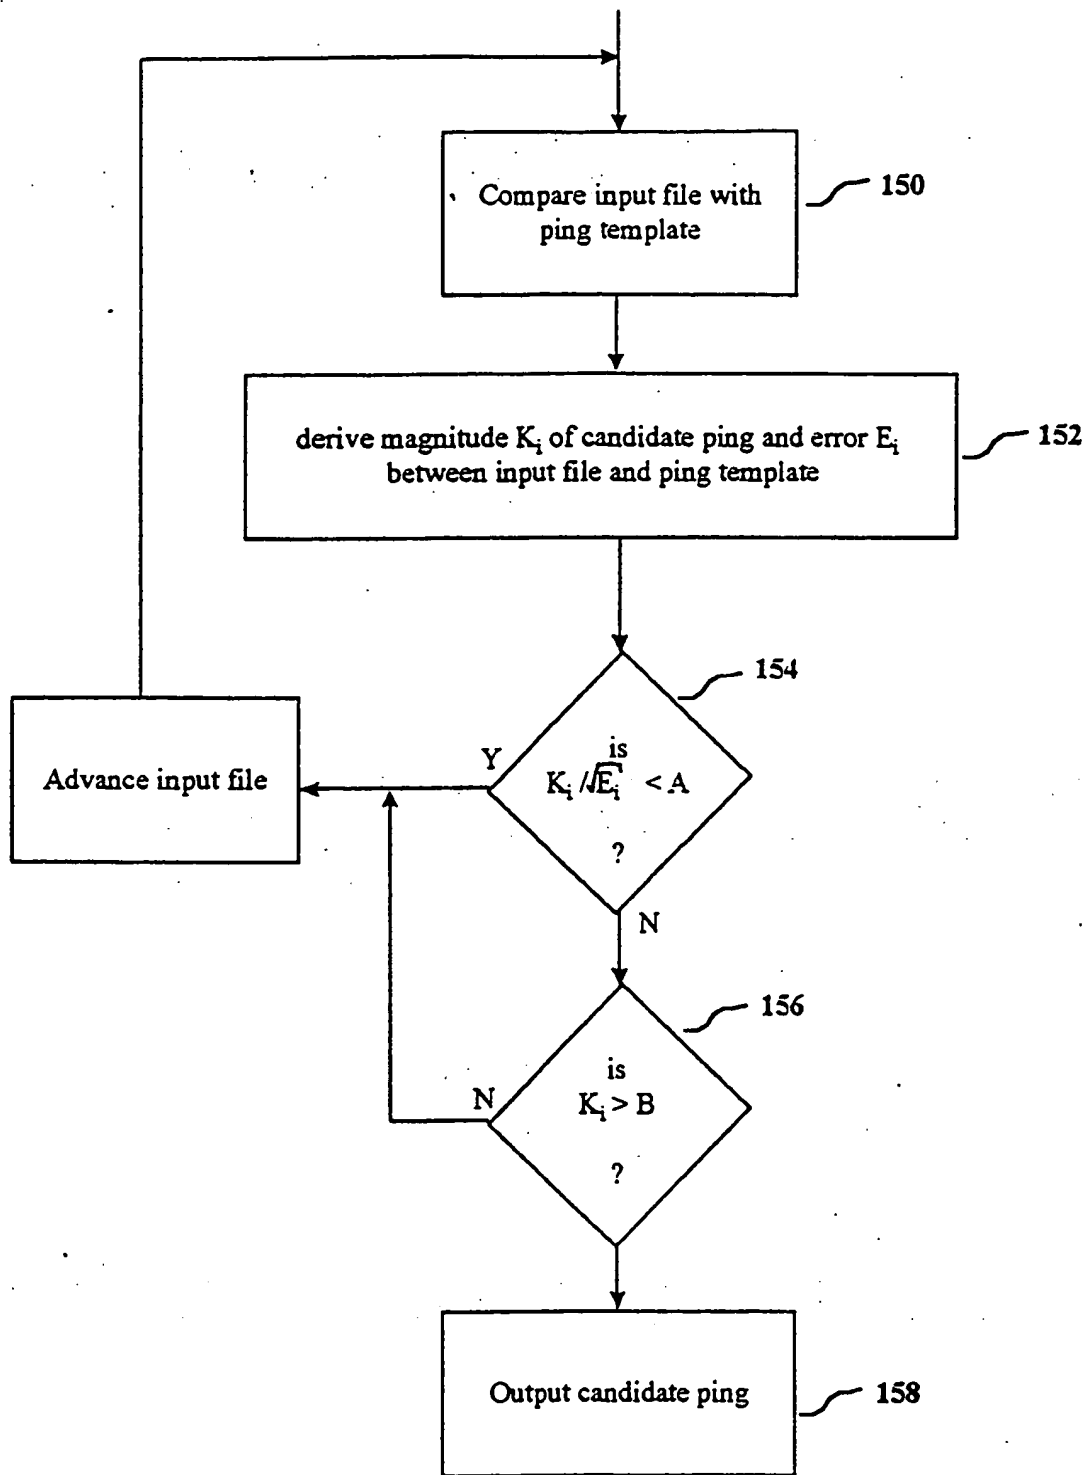 Compare input file with
ping template
150
derive magnitude Kᵢ of candidate ping and error Eᵢ
between input file and ping template
152
154
is
Kᵢ /√Eᵢ < A
?
Y
Advance input file
N
156
is
Kᵢ > B
?
N
Output candidate ping
158